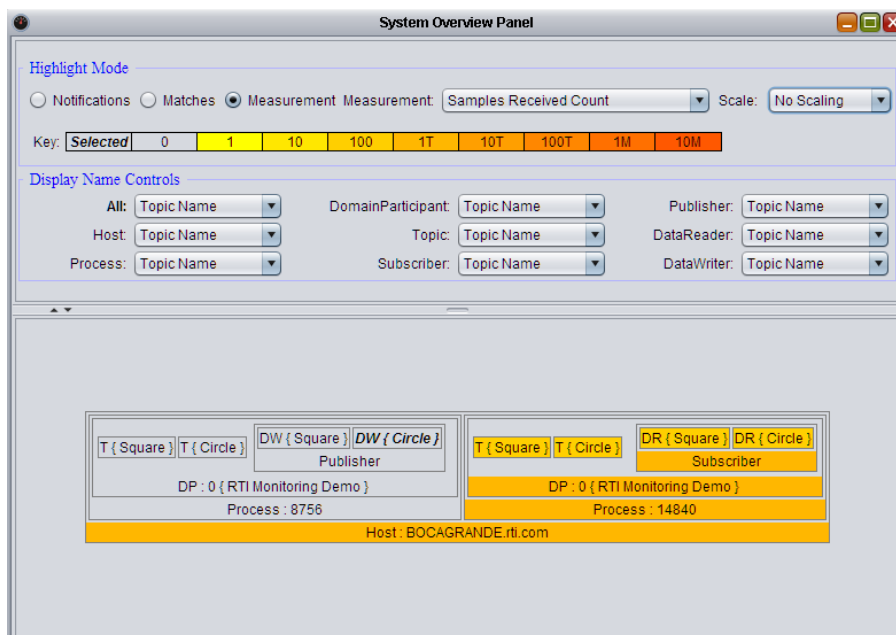 System Overview Panel
Highlight Mode
Notifications Matches Measurement Measurement: Samples Received Count Scale: No Scaling
Key: Selected 0 1 10 100 1T 10T 100T 1M 10M
Display Name Controls
All: Topic Name DomainParticipant: Topic Name Publisher: Topic Name
Host: Topic Name Topic: Topic Name DataReader: Topic Name
Process: Topic Name Subscriber: Topic Name DataWriter: Topic Name
T { Square } T { Circle } DW { Square } DW { Circle } T { Square } T { Circle } DR { Square } DR { Circle }
Publisher Subscriber
DP : 0 { RTI Monitoring Demo } DP : 0 { RTI Monitoring Demo }
Process : 8756 Process : 14840
Host : BOCAGRANDE.rti.com